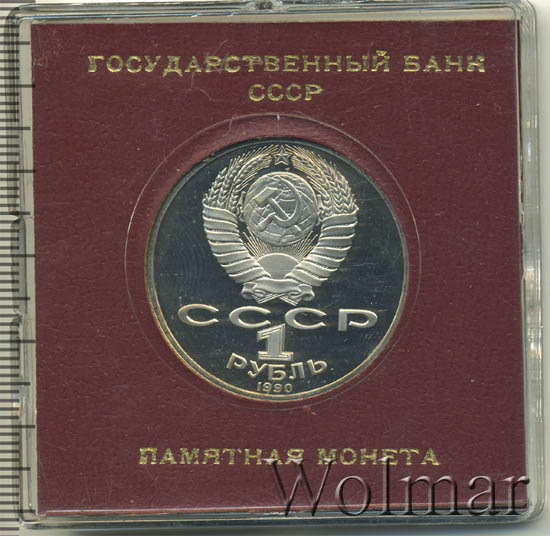 ГОСУДАРСТВЕННЫЙ БАНК
СССР
СССР
1
РУБЛЬ
1990
ПАМЯТНАЯ МОНЕТА
Wolmar